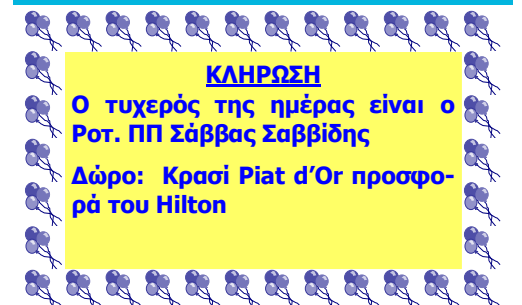 ΚΛΗΡΩΣΗ
Ο τυχερός της ημέρας είναι ο
Ροτ. ΠΠ Σάββας Σαββίδης
Δώρο: Κρασί Piat d’Or προσφο-
ρά του Hilton